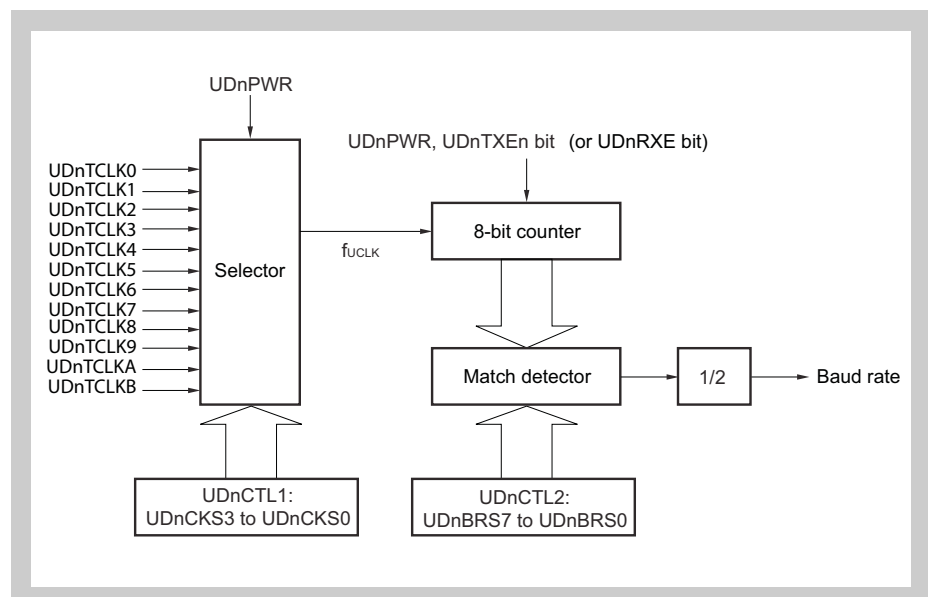 UDnPWR
UDnPWR, UDnTXEn bit (or UDnRXE bit)
UDnTCLK0
UDnTCLK1
UDnTCLK2
UDnTCLK3
UDnTCLK4
UDnTCLK5
UDnTCLK6
UDnTCLK7
UDnTCLK8
UDnTCLK9
UDnTCLKA
UDnTCLKB
Selector
fUCLK
8-bit counter
Match detector
1/2
Baud rate
UDnCTL1:
UDnCKS3 to UDnCKS0
UDnCTL2:
UDnBRS7 to UDnBRS0